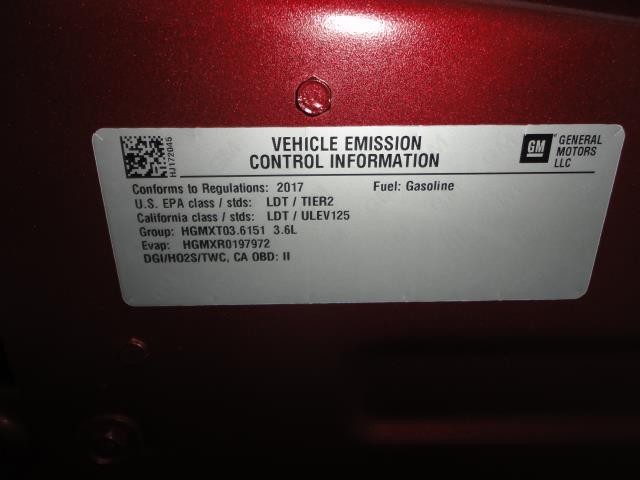 HJ172045
VEHICLE EMISSION
CONTROL INFORMATION
GM
GENERAL
MOTORS
LLC
Conforms to Regulations: 2017 Fuel: Gasoline
U.S. EPA class / stds: LDT / TIER2
California class / stds: LDT / ULEV125
Group: HGMXT03.6151 3.6L
Evap: HGMXR0197972
DGI/HO2S/TWC, CA OBD: II